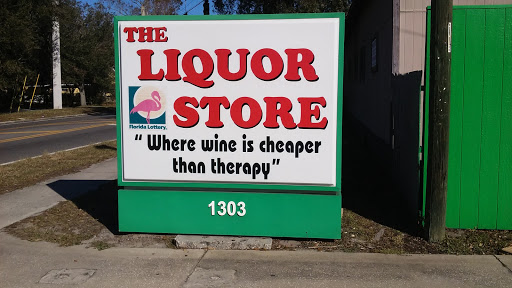 THE
LIQUOR
STORE
Florida Lottery
" Where wine is cheaper
than therapy"
1303